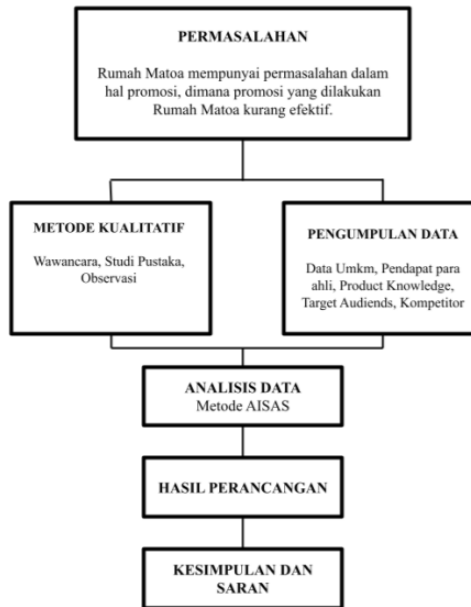 PERMASALAHAN
Rumah Matoa mempunyai permasalahan dalam
hal promosi, dimana promosi yang dilakukan
Rumah Matoa kurang efektif.
METODE KUALITATIF
Wawancara, Studi Pustaka,
Observasi
PENGUMPULAN DATA
Data Umkm, Pendapat para
ahli, Product Knowledge,
Target Audiends, Kompetitor
ANALISIS DATA
Metode AISAS
HASIL PERANCANGAN
KESIMPULAN DAN
SARAN